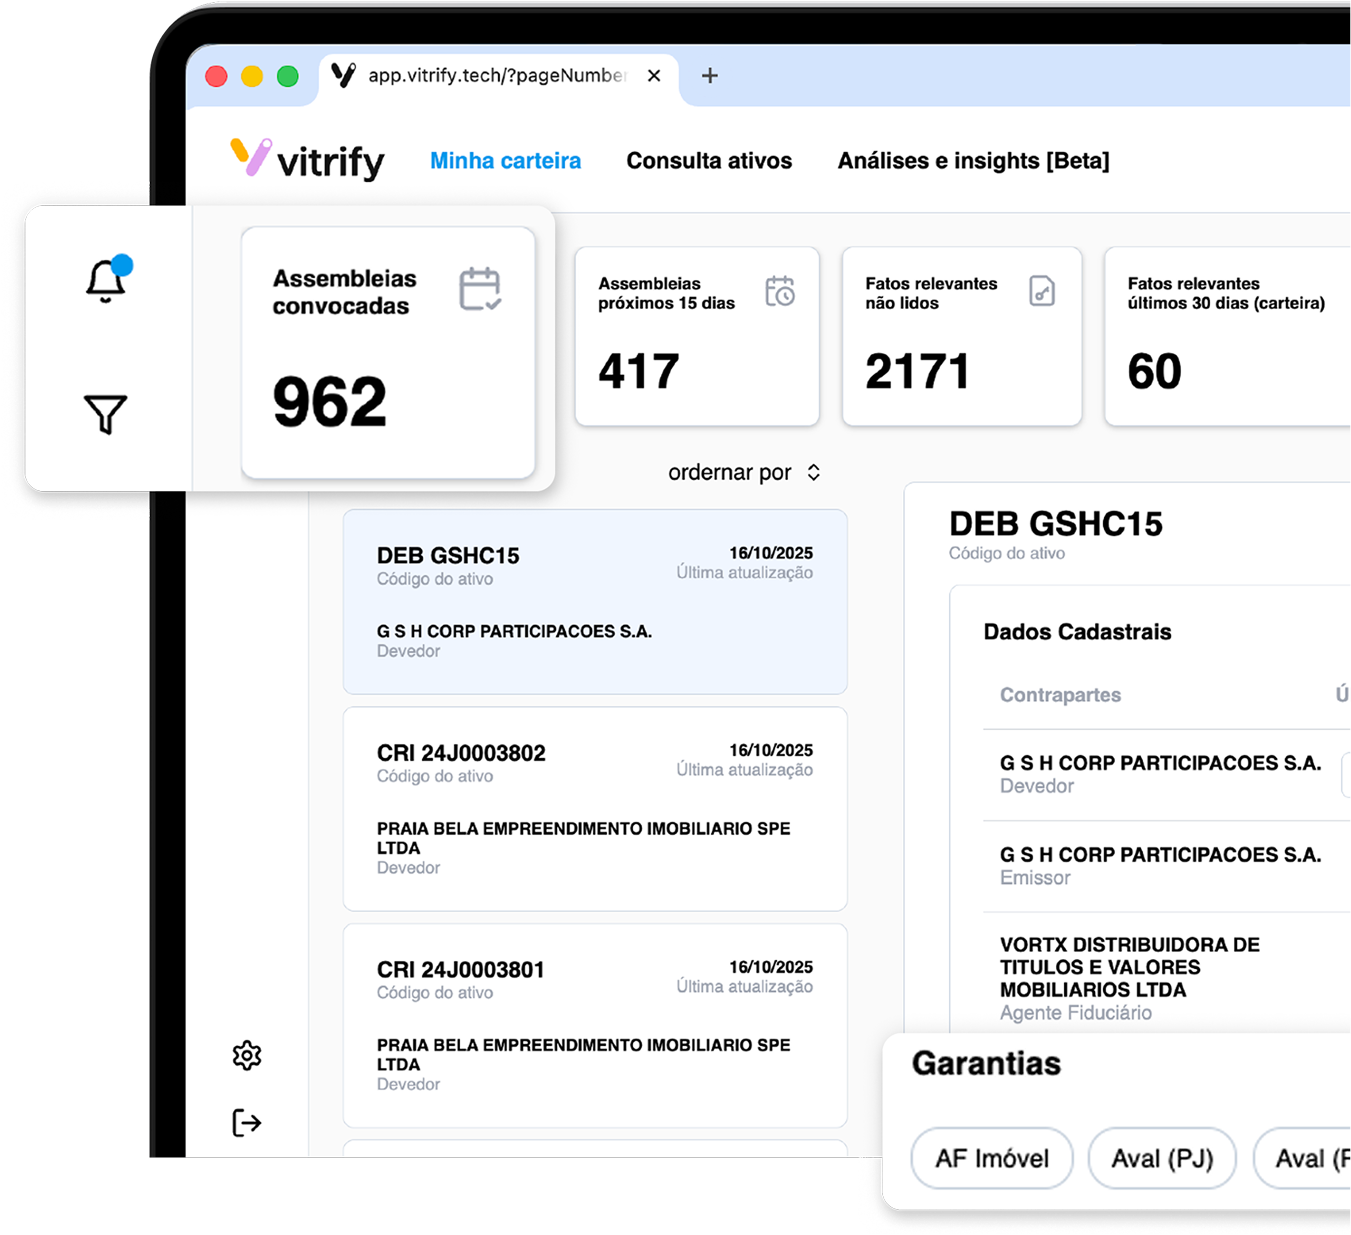 app.vitrify.tech/?pageNumber
vitrify
Minha carteira
Consulta ativos
Análises e insights [Beta]
Assembleias
convocadas
962
Assembleias
próximos 15 dias
417
Fatos relevantes
não lidos
2171
Fatos relevantes
últimos 30 dias (carteira)
60
ordernar por
DEB GSHC15
Código do ativo
16/10/2025
Última atualização
G S H CORP PARTICIPACOES S.A.
Devedor
CRI 24J0003802
Código do ativo
16/10/2025
Última atualização
PRAIA BELA EMPREENDIMENTO IMOBILIARIO SPE
LTDA
Devedor
CRI 24J0003801
Código do ativo
16/10/2025
Última atualização
PRAIA BELA EMPREENDIMENTO IMOBILIARIO SPE
LTDA
Devedor
DEB GSHC15
Código do ativo
Dados Cadastrais
Contrapartes
G S H CORP PARTICIPACOES S.A.
Devedor
G S H CORP PARTICIPACOES S.A.
Emissor
VORTX DISTRIBUIDORA DE
TITULOS E VALORES
MOBILIARIOS LTDA
Agente Fiduciário
Garantias
AF Imóvel
Aval (PJ)
Aval